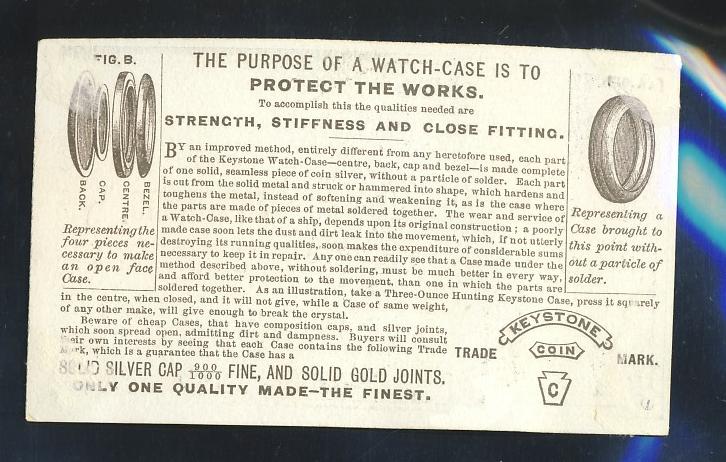 FIG. B.
BACK.
CAP.
CENTRE.
BEZEL.
Representing the
four pieces ne-
cessary to make
an open face
Case.
THE PURPOSE OF A WATCH-CASE IS TO
PROTECT THE WORKS.
To accomplish this the qualities needed are
STRENGTH, STIFFNESS AND CLOSE FITTING.
BY an improved method, entirely different from any heretofore used, each part
of the Keystone Watch-Case—centre, back, cap and bezel—is made complete
of one solid, seamless piece of coin silver, without a particle of solder. Each part
is cut from the solid metal and struck or hammered into shape, which hardens and
toughens the metal, instead of softening and weakening it, as is the case where
the parts are made of pieces of metal soldered together. The wear and service of
a Watch-Case, like that of a ship, depends upon its original construction; a poorly
made case soon lets the dust and dirt leak into the movement, which, if not utterly
destroying its running qualities, soon makes the expenditure of considerable sums
necessary to keep it in repair. Any one can readily see that a Case made under the
method described above, without soldering, must be much better in every way,
and afford better protection to the movement, than one in which the parts are
soldered together. As an illustration, take a Three-Ounce Hunting Keystone Case, press it squarely
in the centre, when closed, and it will not give, while a Case of same weight,
of any other make, will give enough to break the crystal.
Beware of cheap Cases, that have composition caps, and silver joints,
which soon spread open, admitting dirt and dampness. Buyers will consult
their own interests by seeing that each Case contains the following Trade
Mark, which is a guarantee that the Case has a
SOLID SILVER CAP 900/1000 FINE, AND SOLID GOLD JOINTS.
ONLY ONE QUALITY MADE—THE FINEST.
Representing a
Case brought to
this point with-
out a particle of
solder.
TRADE
KEYSTONE
COIN
C
MARK.